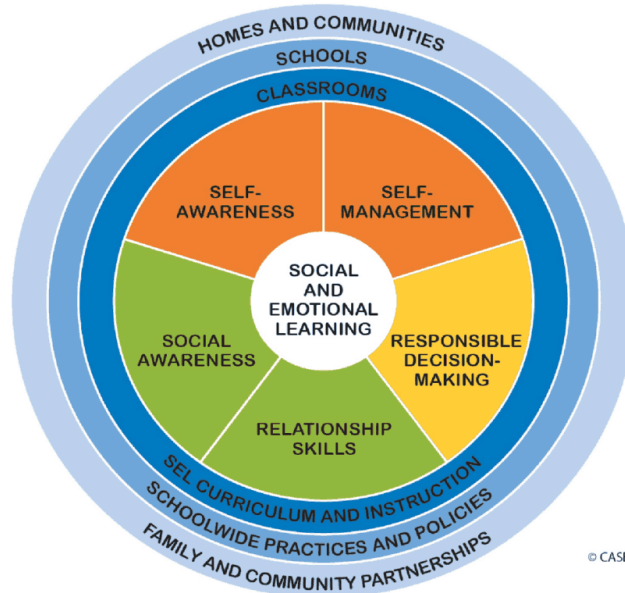 HOMES AND COMMUNITIES
SCHOOLS
CLASSROOMS
SELF-
AWARENESS
SELF-
MANAGEMENT
SOCIAL
AND
EMOTIONAL
LEARNING
SOCIAL
AWARENESS
RESPONSIBLE
DECISION-
MAKING
RELATIONSHIP
SKILLS
SEL CURRICULUM AND INSTRUCTION
SCHOOLWIDE PRACTICES AND POLICIES
FAMILY AND COMMUNITY PARTNERSHIPS
©